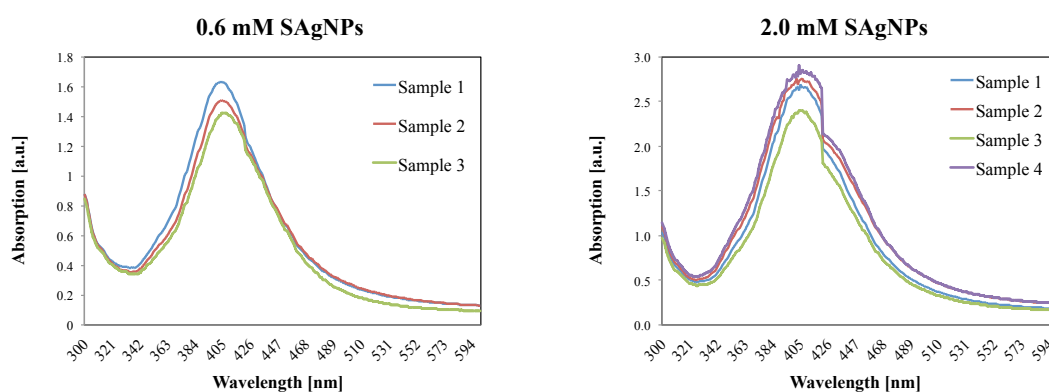 0.6 mM SAgNPs
Absorption [a.u.]
1.8
1.6
1.4
1.2
1
0.8
0.6
0.4
0.2
0
Sample 1
Sample 2
Sample 3
300 321 342 363 384 405 426 447 468 489 510 531 552 573 594
Wavelength [nm]
2.0 mM SAgNPs
Absorption [a.u.]
3.0
2.5
2.0
1.5
1.0
0.5
0.0
Sample 1
Sample 2
Sample 3
Sample 4
300 321 342 363 384 405 426 447 468 489 510 531 552 573 594
Wavelength [nm]